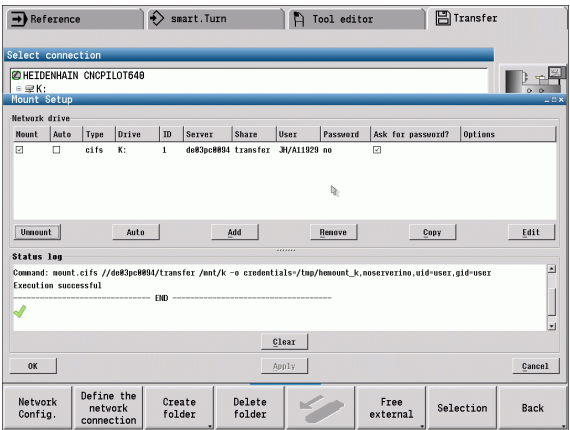 Reference smart.Turn Tool editor Transfer
Select connection
HEIDENHAIN CNCPILOT640
K:
Mount Setup
Network drive
Mount Auto Type Drive ID Server Share User Password Ask for password? Options
cifs K: 1 de03pc0094 transfer JH/A11929 no
Unmount Auto Add Remove Copy Edit
Status log
Command: mount.cifs //de03pc0094/transfer /mnt/k -o credentials=/tmp/hemount_k,noserverino,uid=user,gid=user
Execution successful
------------------------------ END -----------------------------------
Clear
OK Apply Cancel
Network Config. Define the network connection Create folder Delete folder Free external Selection Back